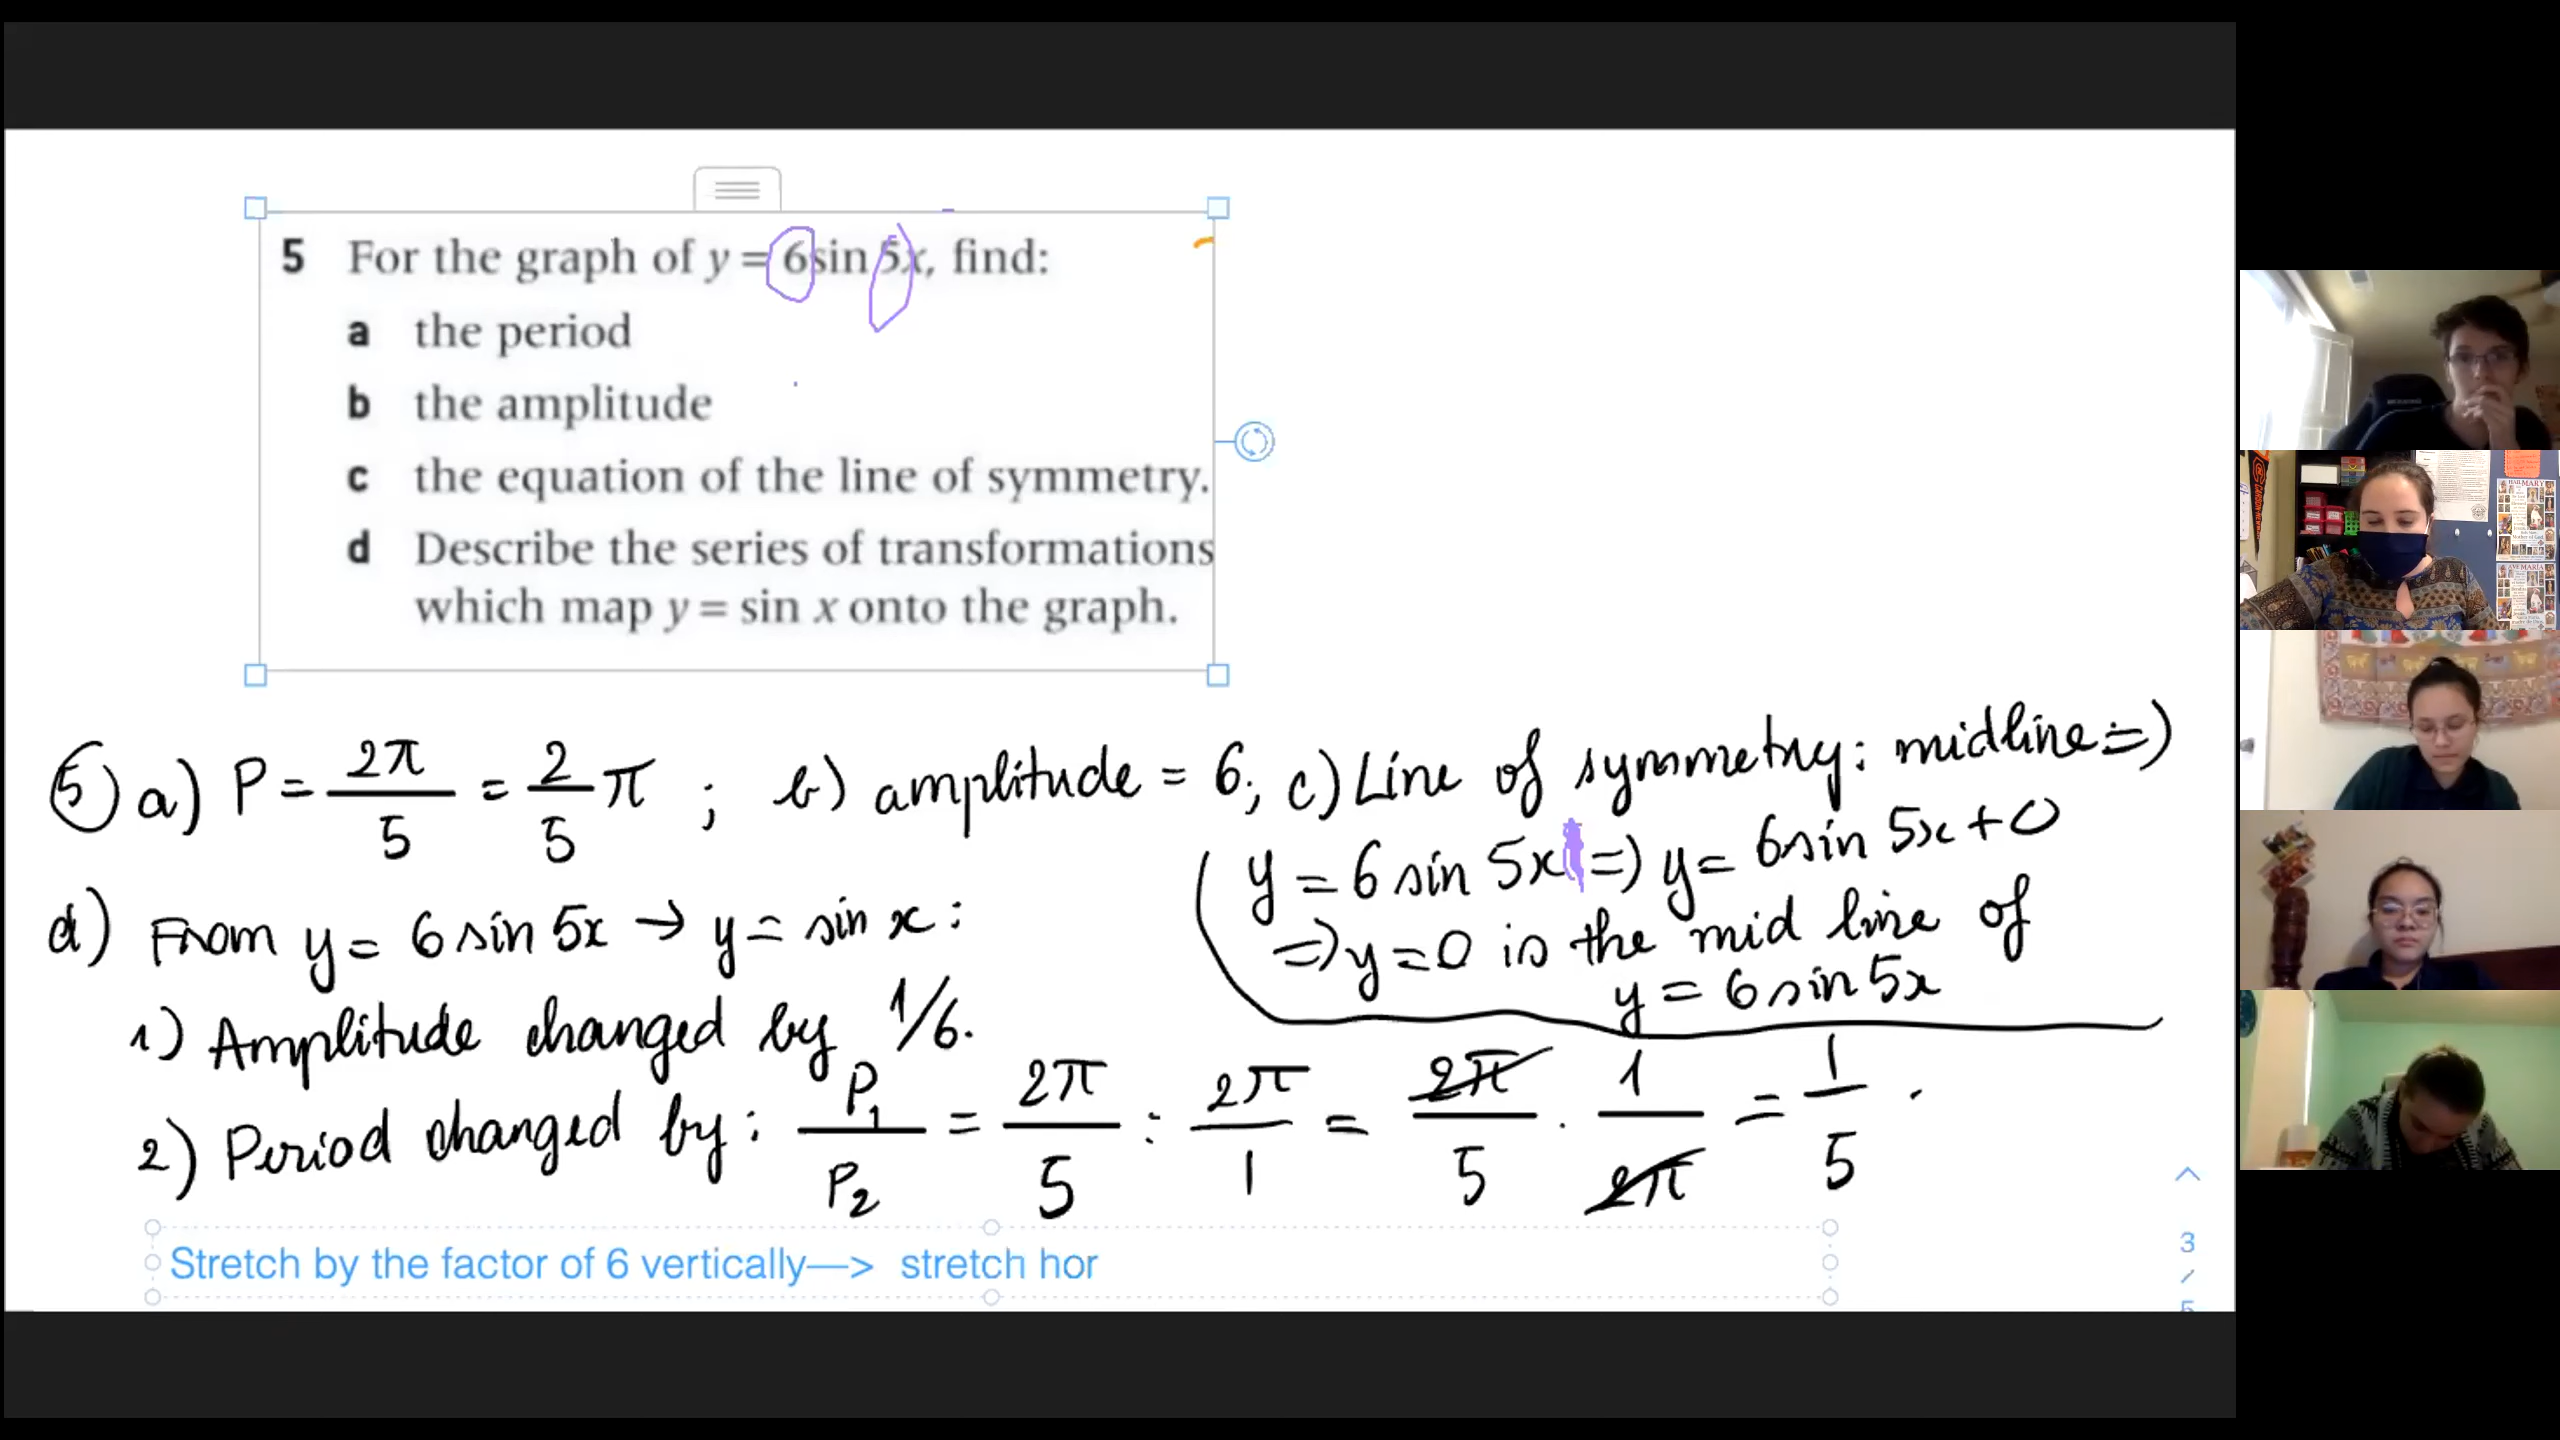 5 For the graph of y = 6sin 5x, find:
a the period
b the amplitude
c the equation of the line of symmetry.
d Describe the series of transformations
which map y = sin x onto the graph.
5) a) P = 2π/5 = 2/5 π ; b) amplitude = 6; c) Line of symmetry: midline =>
y = 6 sin 5x => y = 6sin 5x + 0
=> y = 0 is the mid line of
y = 6 sin 5x
d) From y = 6 sin 5x → y = sin x :
1) Amplitude changed by 1/6.
2) Period changed by: P1/P2 = 2π/5 : 2π/1 = 2π/5 · 1/2π = 1/5 .
Stretch by the factor of 6 vertically—> stretch hor
3
/
5